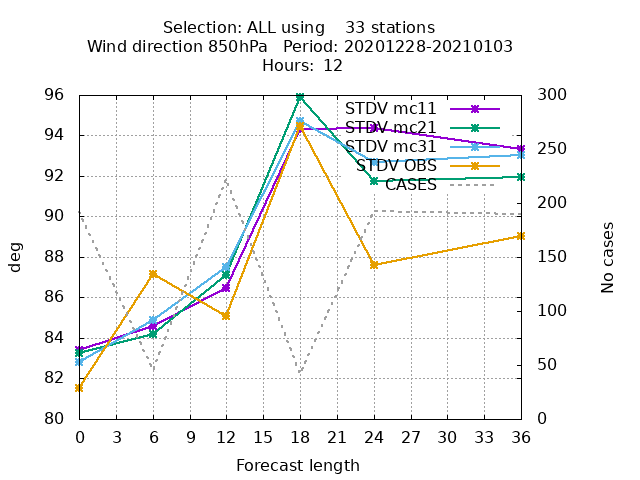 Selection: ALL using    33 stations
Wind direction 850hPa   Period: 20201228-20210103
Hours:  12
96
94
92
90
88
86
84
82
80
deg
300
250
200
150
100
50
0
No cases
STDV mc11
STDV mc21
STDV mc31
STDV OBS
CASES
0 3 6 9 12 15 18 21 24 27 30 33 36
Forecast length